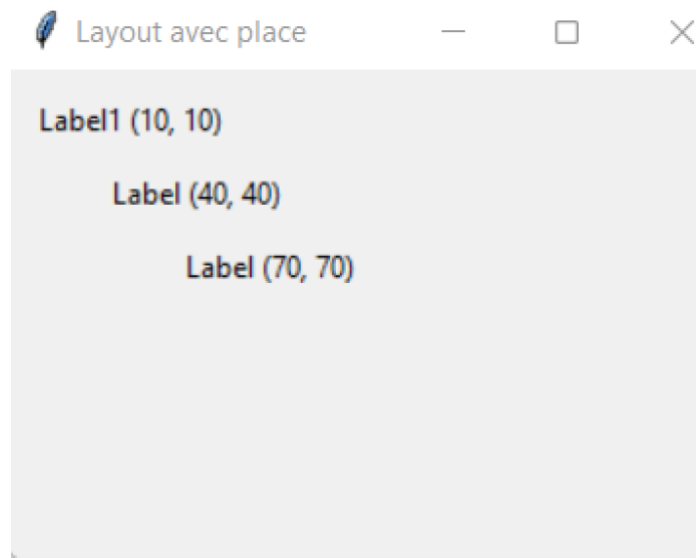 Layout avec place
Label1 (10, 10)
Label (40, 40)
Label (70, 70)